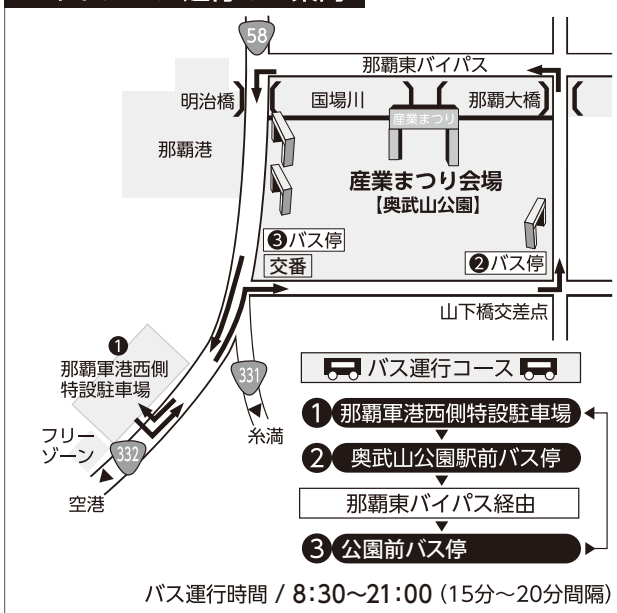 58
那覇東バイパス
明治橋
国場川
那覇大橋
産業まつり
那覇港
産業まつり会場
【奥武山公園】
❸バス停
交番
❷バス停
山下橋交差点
❶
那覇軍港西側
特設駐車場
331
糸満
フリー
ゾーン
332
空港
バス運行コース
❶那覇軍港西側特設駐車場
❷奥武山公園駅前バス停
那覇東バイパス経由
❸公園前バス停
バス運行時間 / 8:30〜21:00 (15分〜20分間隔)